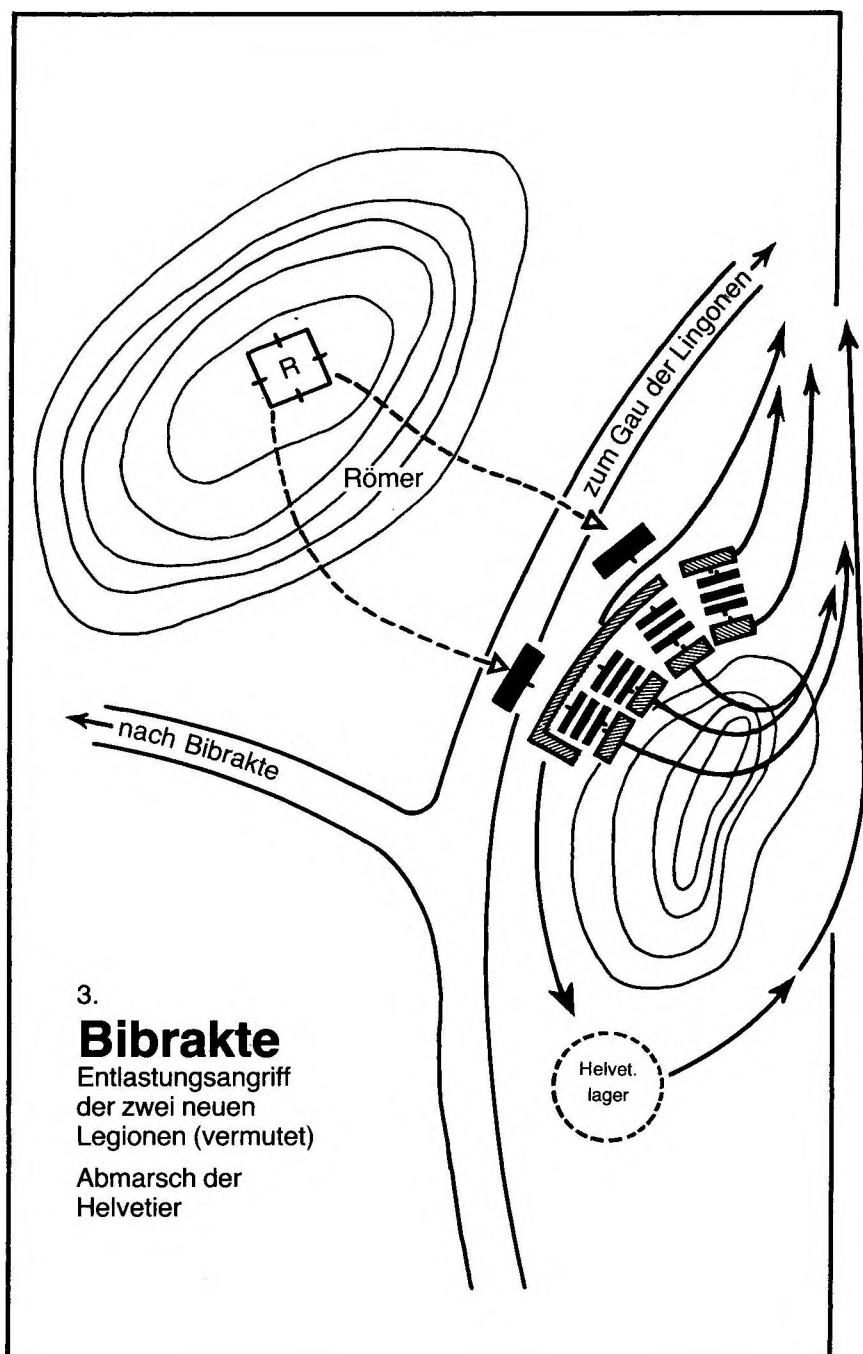 R
Römer
zum Gau der Lingonen
nach Bibrakte
Helvet.
lager
3.
Bibrakte
Entlastungsangriff
der zwei neuen
Legionen (vermutet)
Abmarsch der
Helvetier